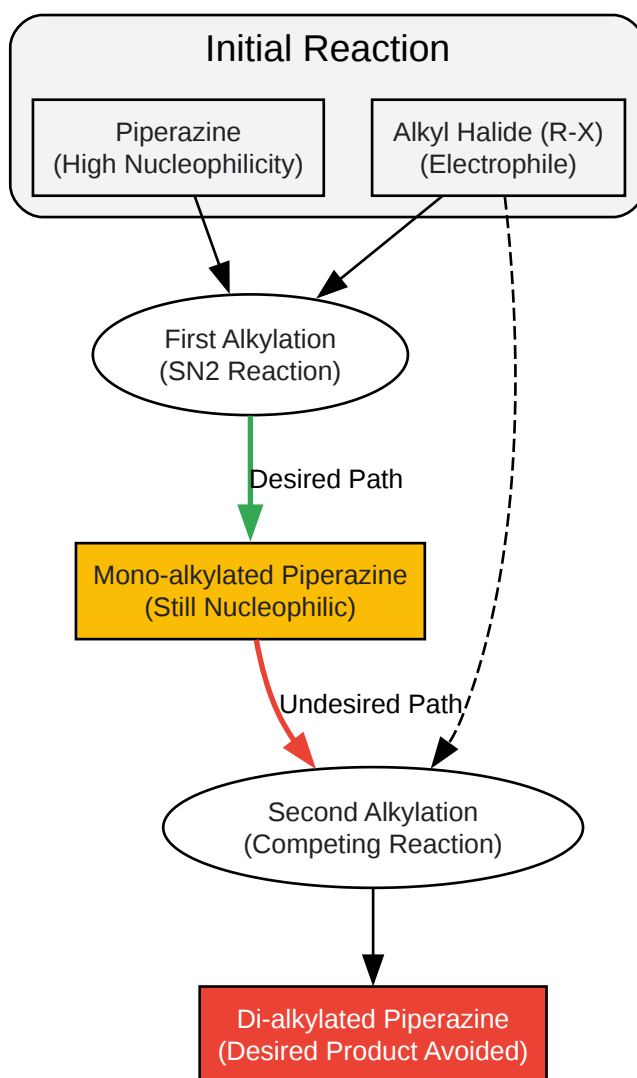 Initial Reaction
Piperazine
(High Nucleophilicity)
Alkyl Halide (R-X)
(Electrophile)
First Alkylation
(SN2 Reaction)
Desired Path
Mono-alkylated Piperazine
(Still Nucleophilic)
Undesired Path
Second Alkylation
(Competing Reaction)
Di-alkylated Piperazine
(Desired Product Avoided)